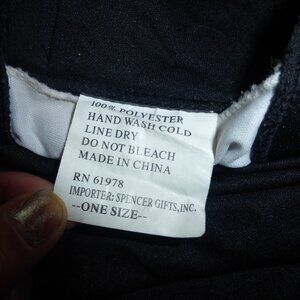 100% POLYESTER
HAND WASH COLD
LINE DRY
DO NOT BLEACH
MADE IN CHINA
RN 61978
IMPORTER: SPENCER GIFTS, INC.
--ONE SIZE--